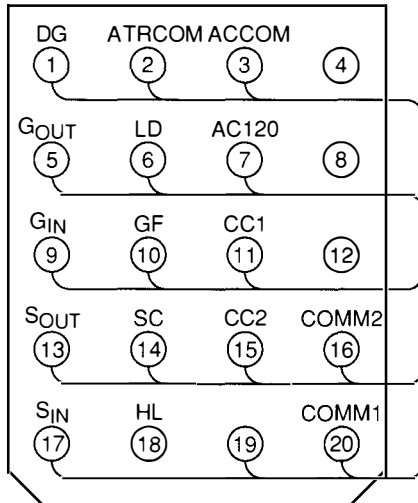 DG ATRCOM ACCOM
1 2 3 4
GOUT LD AC120
5 6 7 8
GIN GF CC1
9 10 11 12
SOUT SC CC2 COMM2
13 14 15 16
SIN HL COMM1
17 18 19 20